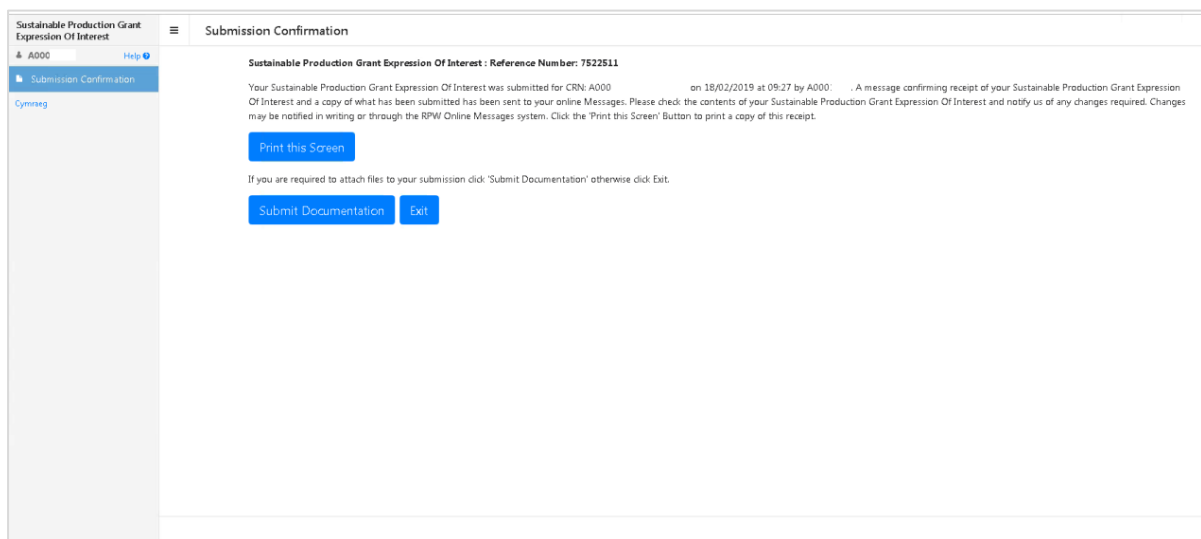 Sustainable Production Grant
Expression Of Interest
A000
Help
Submission Confirmation
Cymraeg
Submission Confirmation
Sustainable Production Grant Expression Of Interest : Reference Number: 7522511
Your Sustainable Production Grant Expression Of Interest was submitted for CRN: A000 on 18/02/2019 at 09:27 by A000 . A message confirming receipt of your Sustainable Production Grant Expression
Of Interest and a copy of what has been submitted has been sent to your online Messages. Please check the contents of your Sustainable Production Grant Expression Of Interest and notify us of any changes required. Changes
may be notified in writing or through the RPW Online Messages system. Click the 'Print this Screen' Button to print a copy of this receipt.
Print this Screen
If you are required to attach files to your submission click 'Submit Documentation' otherwise click Exit.
Submit Documentation
Exit